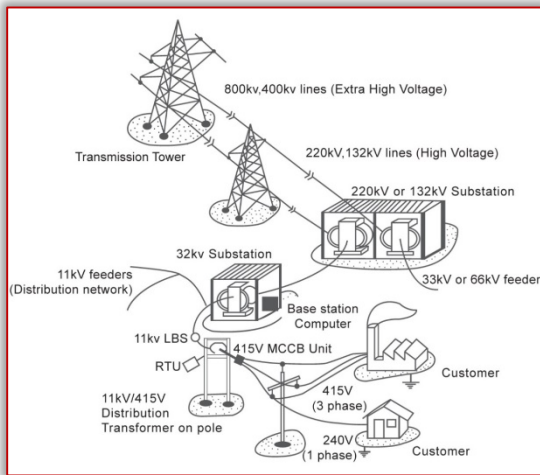 800kv,400kv lines (Extra High Voltage)
Transmission Tower
220kV,132kV lines (High Voltage)
220kV or 132kV Substation
32kv Substation
11kV feeders
(Distribution network)
33kV or 66kV feeder
Base station
Computer
11kv LBS
415V MCCB Unit
RTU
Customer
11kV/415V
Distribution
Transformer on pole
415V
(3 phase)
240V
(1 phase)
Customer